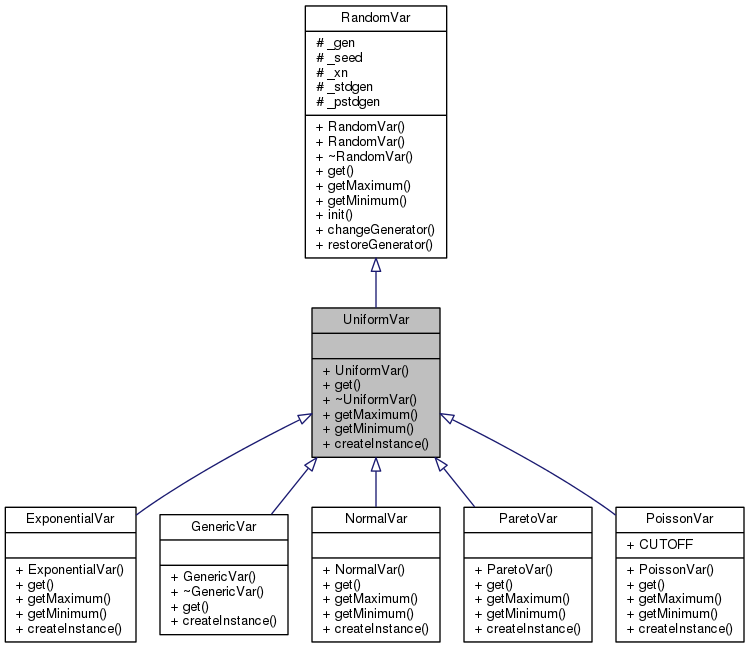 RandomVar
# _gen
# _seed
# _xn
# _stdgen
# _pstdgen
+ RandomVar()
+ RandomVar()
+ ~RandomVar()
+ get()
+ getMaximum()
+ getMinimum()
+ init()
+ changeGenerator()
+ restoreGenerator()
UniformVar
+ UniformVar()
+ get()
+ ~UniformVar()
+ getMaximum()
+ getMinimum()
+ createInstance()
ExponentialVar
+ ExponentialVar()
+ get()
+ getMaximum()
+ getMinimum()
+ createInstance()
GenericVar
+ GenericVar()
+ ~GenericVar()
+ get()
+ createInstance()
NormalVar
+ NormalVar()
+ get()
+ getMaximum()
+ getMinimum()
+ createInstance()
ParetoVar
+ ParetoVar()
+ get()
+ getMaximum()
+ getMinimum()
+ createInstance()
PoissonVar
+ CUTOFF
+ PoissonVar()
+ get()
+ getMaximum()
+ getMinimum()
+ createInstance()